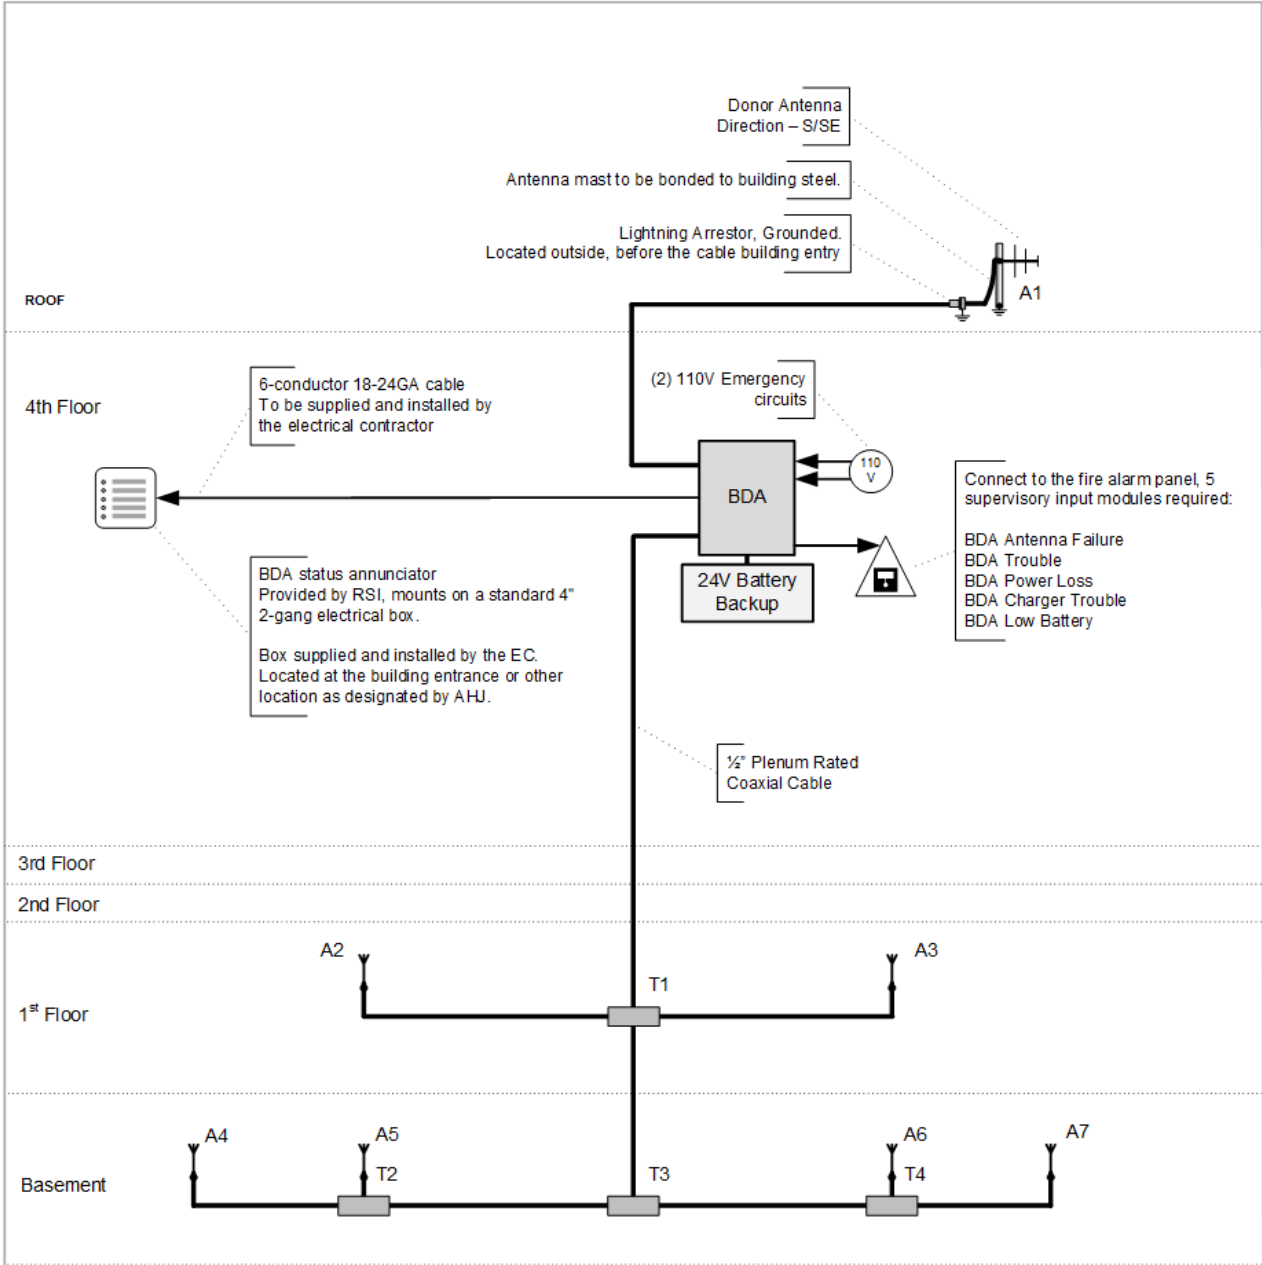 Donor Antenna
Direction – S/SE
Antenna mast to be bonded to building steel.
Lightning Arrestor, Grounded.
Located outside, before the cable building entry
A1
ROOF
4th Floor
6-conductor 18-24GA cable
To be supplied and installed by
the electrical contractor
(2) 110V Emergency
circuits
110
V
BDA
24V Battery
Backup
Connect to the fire alarm panel, 5
supervisory input modules required:
BDA Antenna Failure
BDA Trouble
BDA Power Loss
BDA Charger Trouble
BDA Low Battery
BDA status annunciator
Provided by RSI, mounts on a standard 4"
2-gang electrical box.
Box supplied and installed by the EC.
Located at the building entrance or other
location as designated by AHJ.
½" Plenum Rated
Coaxial Cable
3rd Floor
2nd Floor
A2
A3
T1
1st Floor
A4
A5
A6
A7
T2
T3
T4
Basement